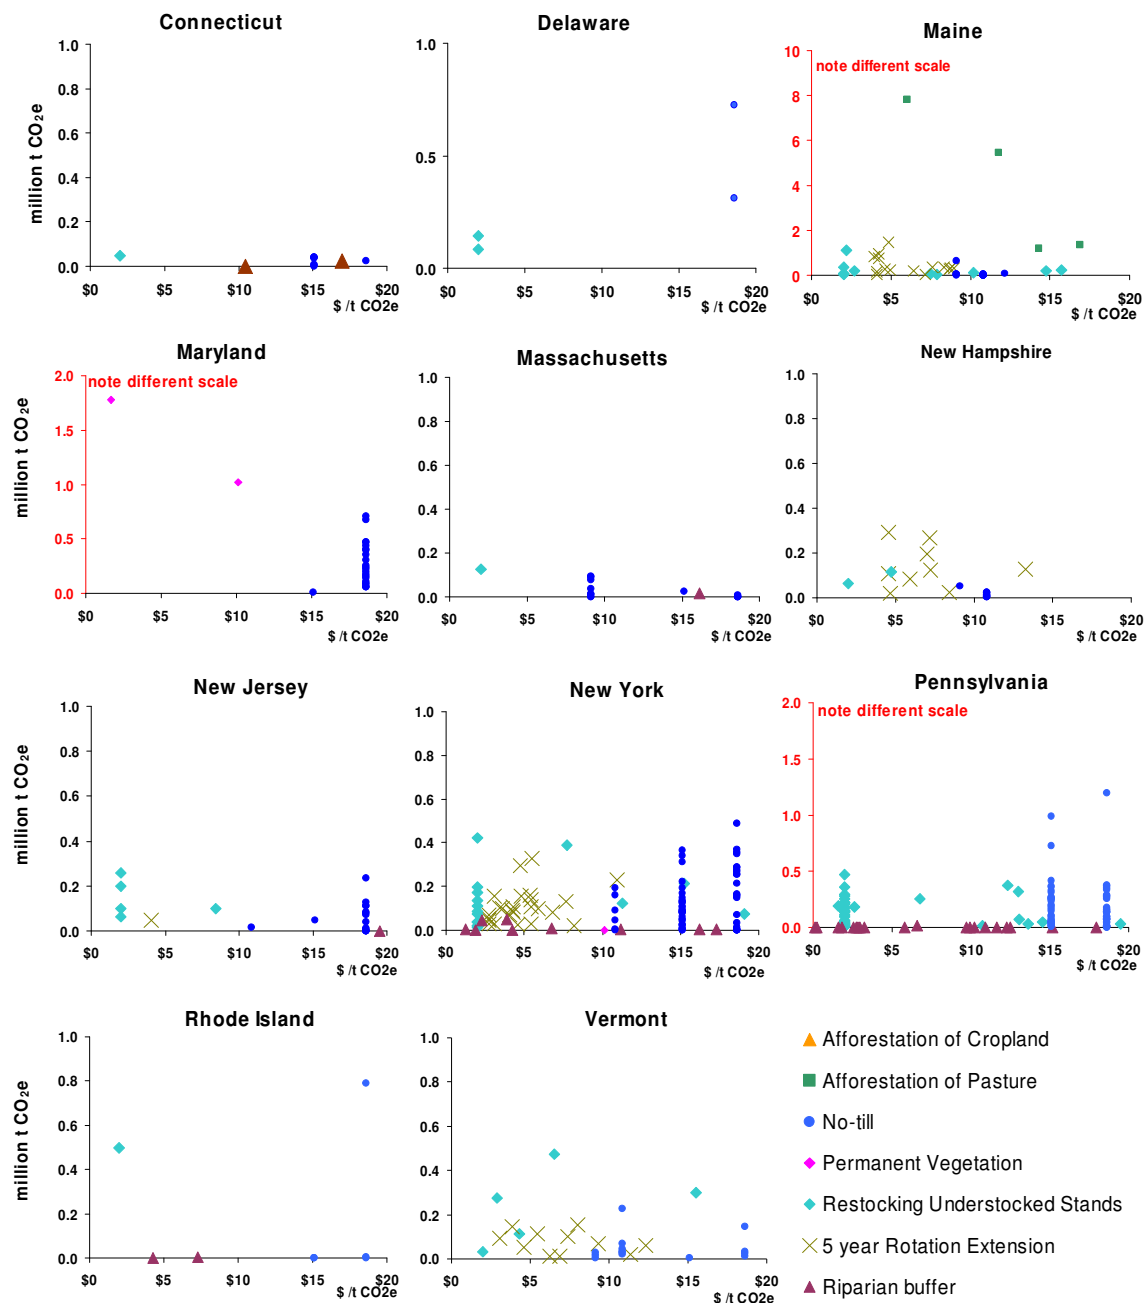 Connecticut
million t CO2e
1.0
0.8
0.6
0.4
0.2
0.0
$0 $5 $10 $15 $20
$ /t CO2e
Delaware
1.0
0.5
0.0
$0 $5 $10 $15 $20
$ /t CO2e
Maine
note different scale
10
8
6
4
2
0
$0 $5 $10 $15 $20
$ /t CO2e
Maryland
note different scale
million t CO2e
2.0
1.5
1.0
0.5
0.0
$0 $5 $10 $15 $20
$ /t CO2e
Massachusetts
1.0
0.8
0.6
0.4
0.2
0.0
$0 $5 $10 $15 $20
$ /t CO2e
New Hampshire
1.0
0.8
0.6
0.4
0.2
0.0
$0 $5 $10 $15 $20
$ /t CO2e
New Jersey
million t CO2e
1.0
0.8
0.6
0.4
0.2
0.0
$0 $5 $10 $15 $20
$ /t CO2e
New York
1.0
0.8
0.6
0.4
0.2
0.0
$0 $5 $10 $15 $20
$ /t CO2e
Pennsylvania
note different scale
2.0
1.5
1.0
0.5
0.0
$0 $5 $10 $15 $20
$ /t CO2e
Rhode Island
million t CO2e
1.0
0.8
0.6
0.4
0.2
0.0
$0 $5 $10 $15 $20
$ /t CO2e
Vermont
1.0
0.8
0.6
0.4
0.2
0.0
$0 $5 $10 $15 $20
$ /t CO2e
Afforestation of Cropland
Afforestation of Pasture
No-till
Permanent Vegetation
Restocking Understocked Stands
5 year Rotation Extension
Riparian buffer